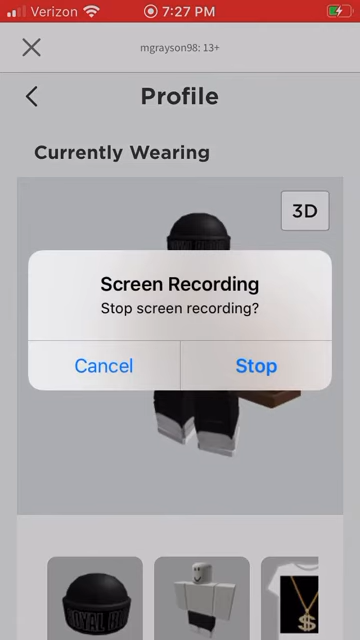 Verizon 7:27 PM
mgrayson98: 13+
Profile
Currently Wearing
3D
Screen Recording
Stop screen recording?
Cancel Stop